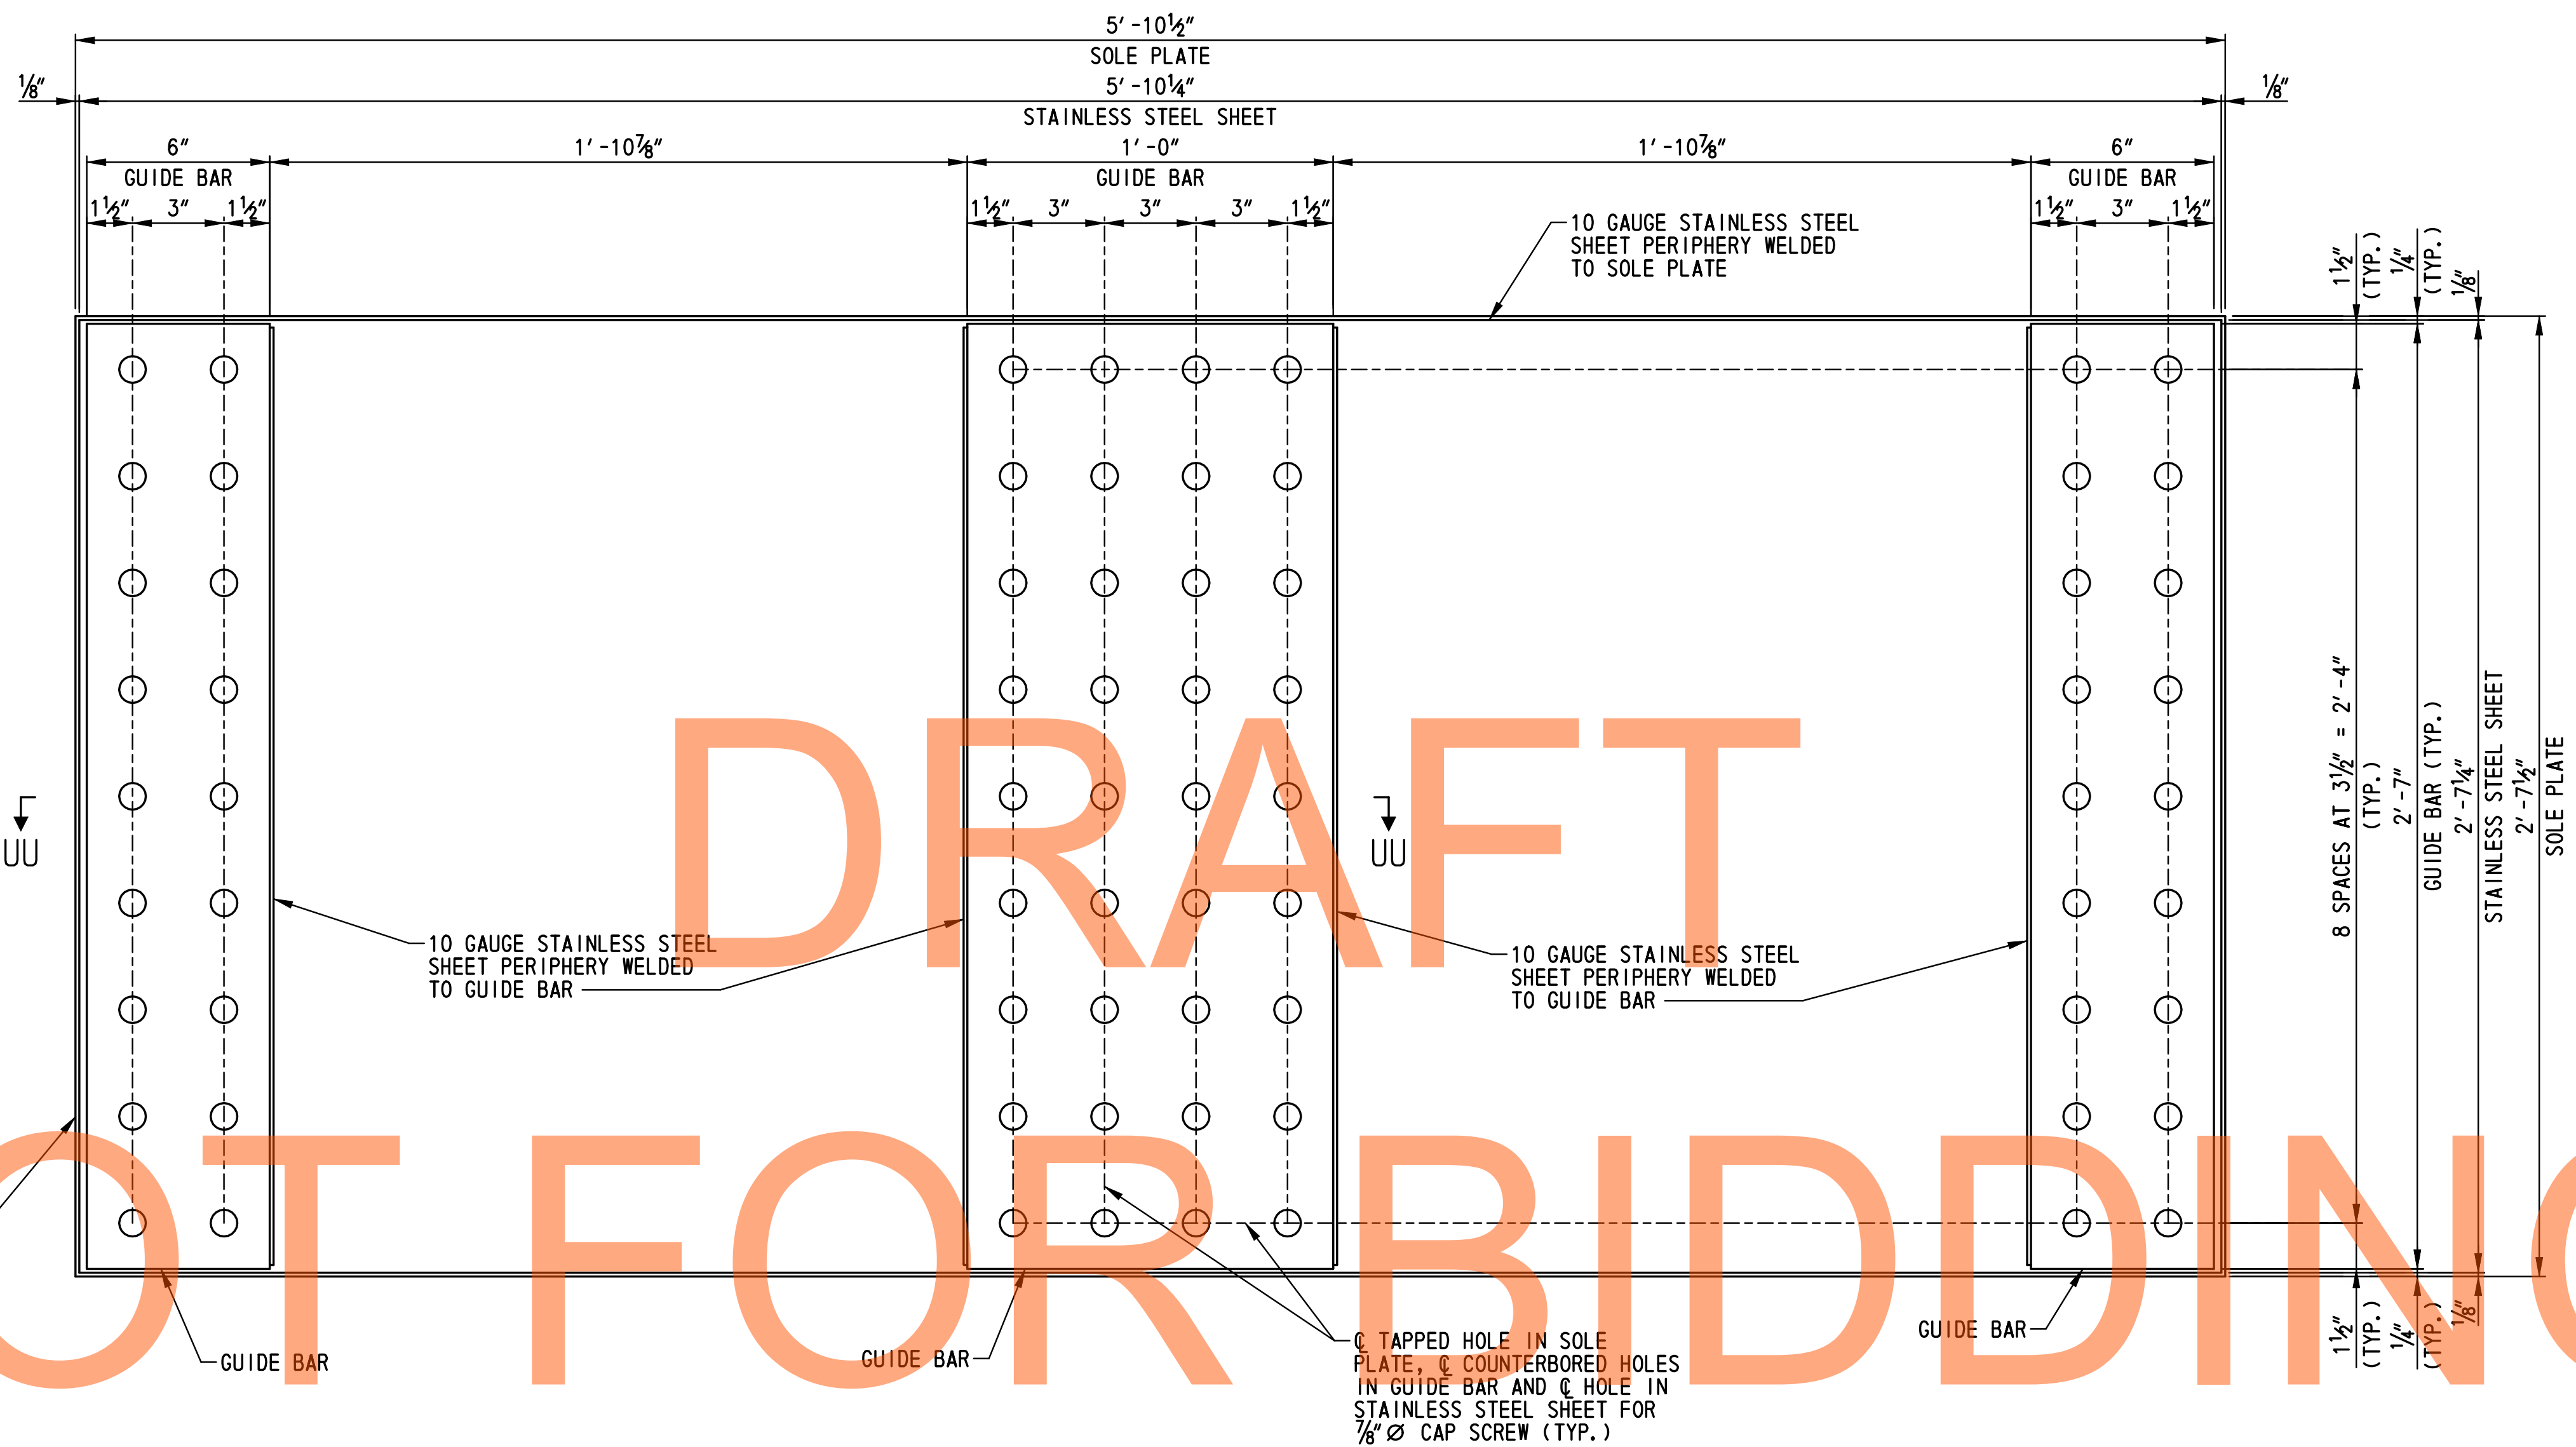 5'-10½"
SOLE PLATE
⅛"
5'-10¼"
⅛"
STAINLESS STEEL SHEET
6"
1'-10⅞"
1'-0"
1'-10⅞"
6"
GUIDE BAR
GUIDE BAR
GUIDE BAR
1½"
3"
1½"
1½"
3"
3"
3"
1½"
1½"
3"
1½"
10 GAUGE STAINLESS STEEL
SHEET PERIPHERY WELDED
TO SOLE PLATE
1½"
(TYP.)
¼"
(TYP.)
⅛"
8 SPACES AT 3½" = 2'-4"
(TYP.)
2'-7"
GUIDE BAR (TYP.)
2'-7¼"
STAINLESS STEEL SHEET
2'-7½"
SOLE PLATE
DRAFT
UU
UU
10 GAUGE STAINLESS STEEL
SHEET PERIPHERY WELDED
TO GUIDE BAR
10 GAUGE STAINLESS STEEL
SHEET PERIPHERY WELDED
TO GUIDE BAR
OT FOR BIDDING
GUIDE BAR
GUIDE BAR
GUIDE BAR
℄ TAPPED HOLE IN SOLE
PLATE, ℄ COUNTERBORED HOLES
IN GUIDE BAR AND ℄ HOLE IN
STAINLESS STEEL SHEET FOR
⅞" Ø CAP SCREW (TYP.)
1½"
(TYP.)
¼"
(TYP.)
⅛"